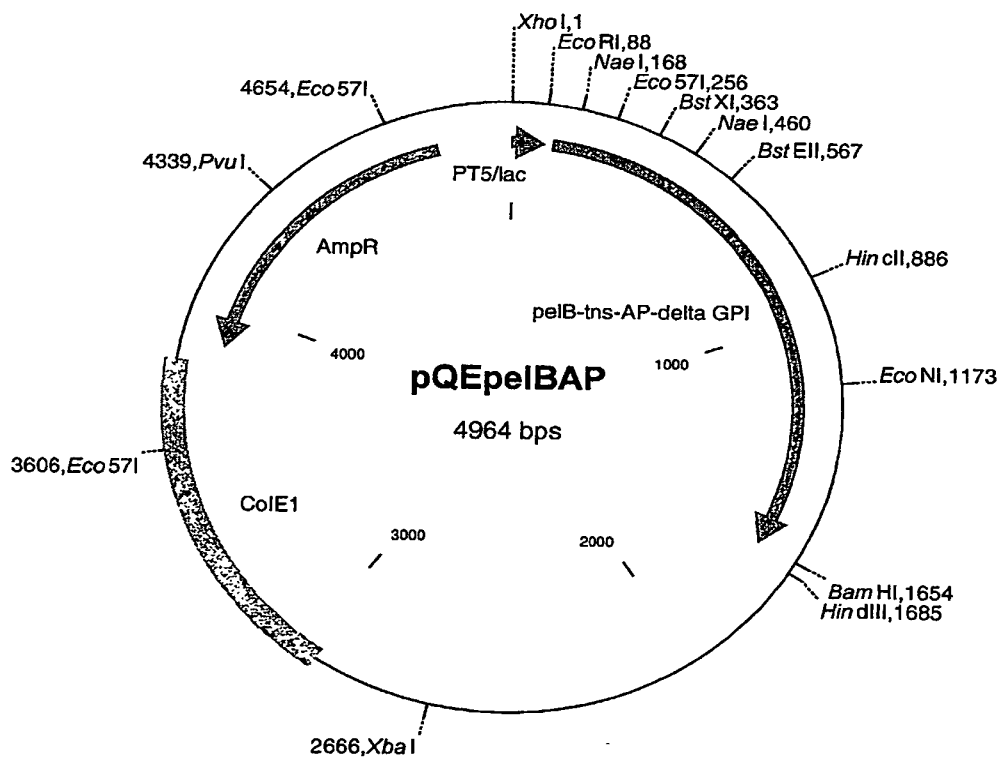 XhoI,1
EcoRI,88
NaeI,168
Eco57I,256
BstXI,363
NaeI,460
BstEII,567
4654,Eco57I
4339,PvuI
PT5/lac
AmpR
HincII,886
pelB-tns-AP-delta GPI
4000
1000
pQEpelBAP
EcoNI,1173
4964 bps
3606,Eco57I
ColE1
3000
2000
BamHI,1654
HindIII,1685
2666,XbaI